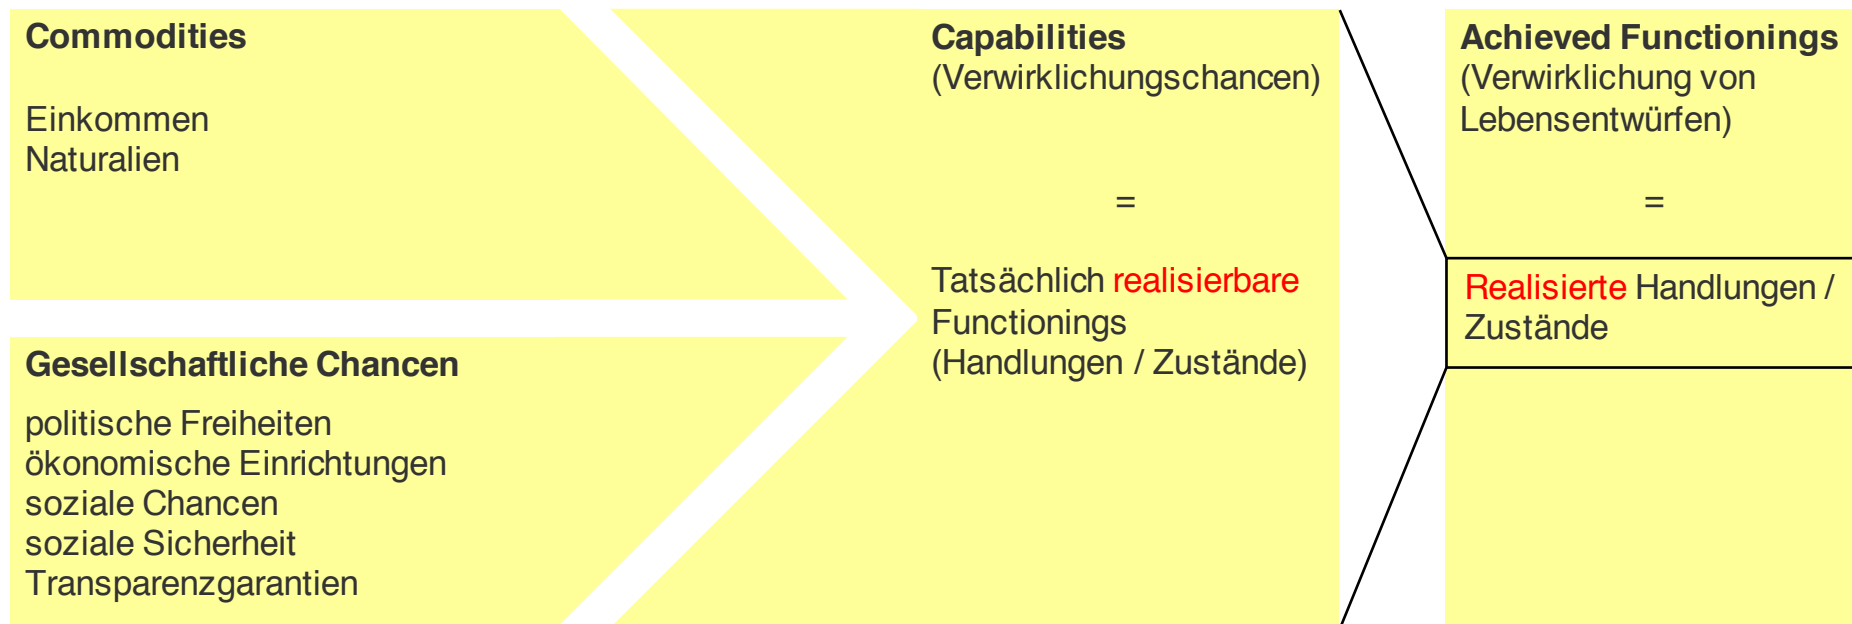 Commodities
Einkommen
Naturalien
Gesellschaftliche Chancen
politische Freiheiten
ökonomische Einrichtungen
soziale Chancen
soziale Sicherheit
Transparenzgarantien
Capabilities
(Verwirklichungschancen)
=
Tatsächlich realisierbare
Functionings
(Handlungen / Zustände)
Achieved Functionings
(Verwirklichung von
Lebensentwürfen)
=
Realisierte Handlungen /
Zustände